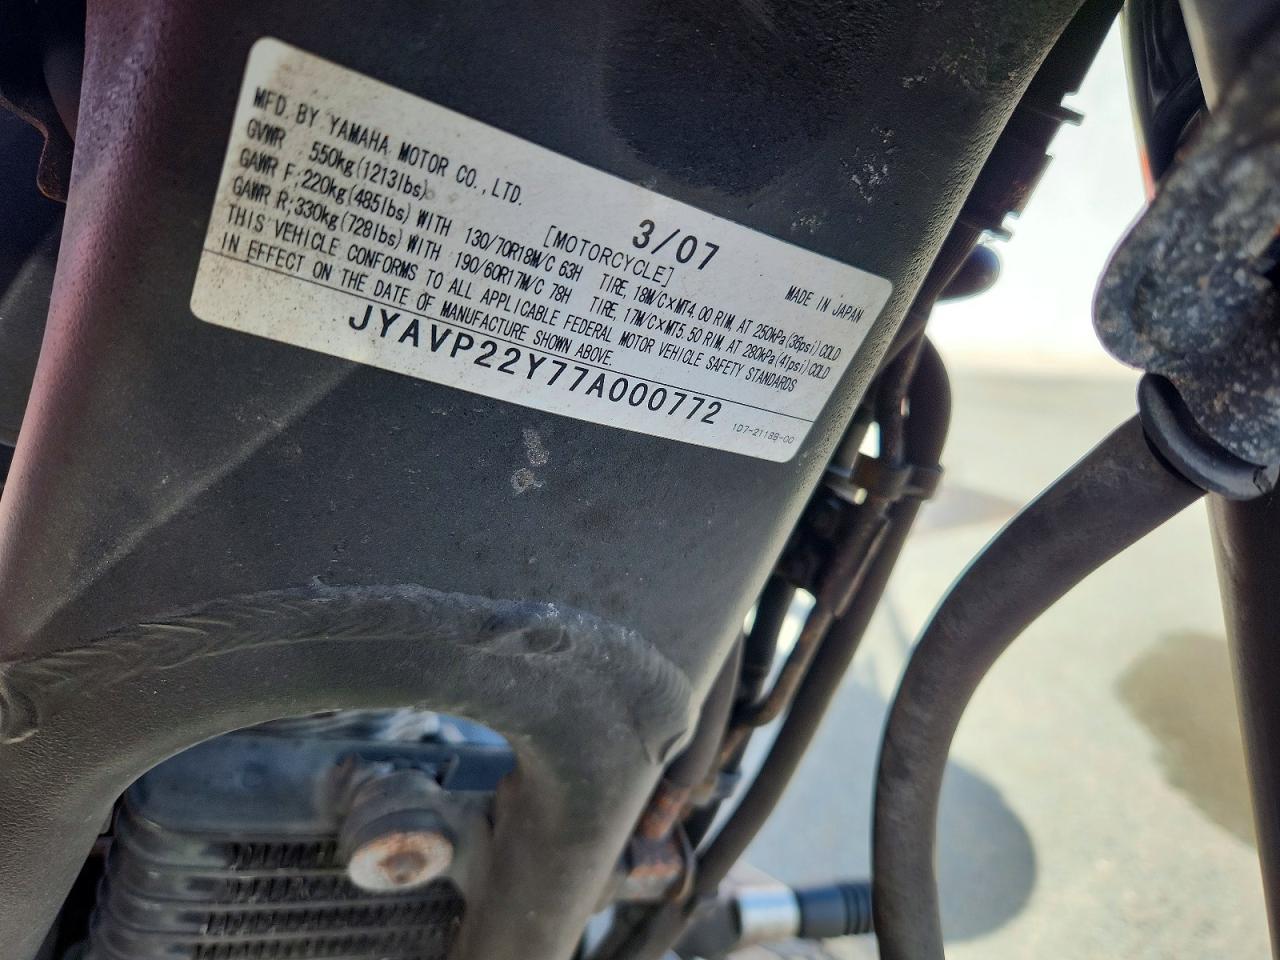 MFD. BY YAMAHA MOTOR CO., LTD.
3/07
MADE IN JAPAN
GVWR 550kg(1213lbs) [MOTORCYCLE]
GAWR F;220kg(485lbs) WITH 130/70R18M/C 63H TIRE, 18M/C×MT4.00 RIM, AT 250kPa(36psi) COLD
GAWR R;330kg(728lbs) WITH 190/60R17M/C 78H TIRE, 17M/C×MT5.50 RIM, AT 280kPa(41psi) COLD
THIS VEHICLE CONFORMS TO ALL APPLICABLE FEDERAL MOTOR VEHICLE SAFETY STANDARDS
IN EFFECT ON THE DATE OF MANUFACTURE SHOWN ABOVE.
JYAVP22Y77A000772
1D7-2118B-00